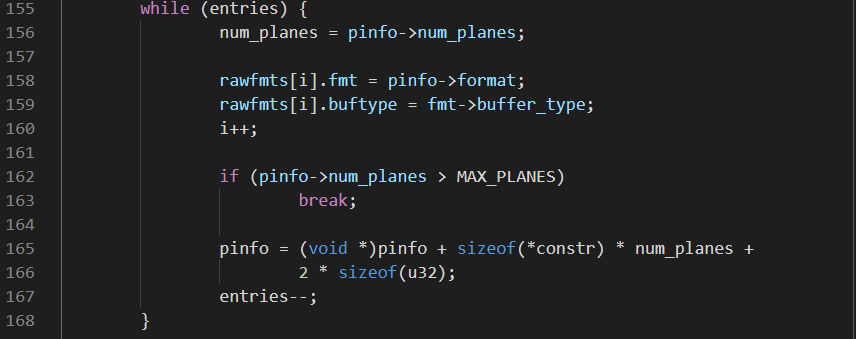 155 while (entries) {
156 num_planes = pinfo->num_planes;
157
158 rawfmts[i].fmt = pinfo->format;
159 rawfmts[i].buftype = fmt->buffer_type;
160 i++;
161
162 if (pinfo->num_planes > MAX_PLANES)
163 break;
164
165 pinfo = (void *)pinfo + sizeof(*constr) * num_planes +
166 2 * sizeof(u32);
167 entries--;
168 }